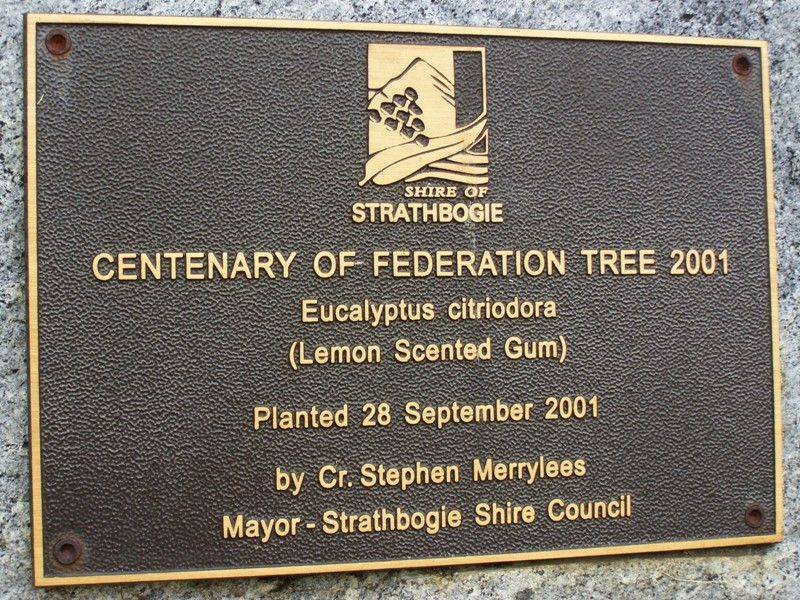 SHIRE OF
STRATHBOGIE
CENTENARY OF FEDERATION TREE 2001
Eucalyptus citriodora
(Lemon Scented Gum)
Planted 28 September 2001
by Cr. Stephen Merrylees
Mayor - Strathbogie Shire Council